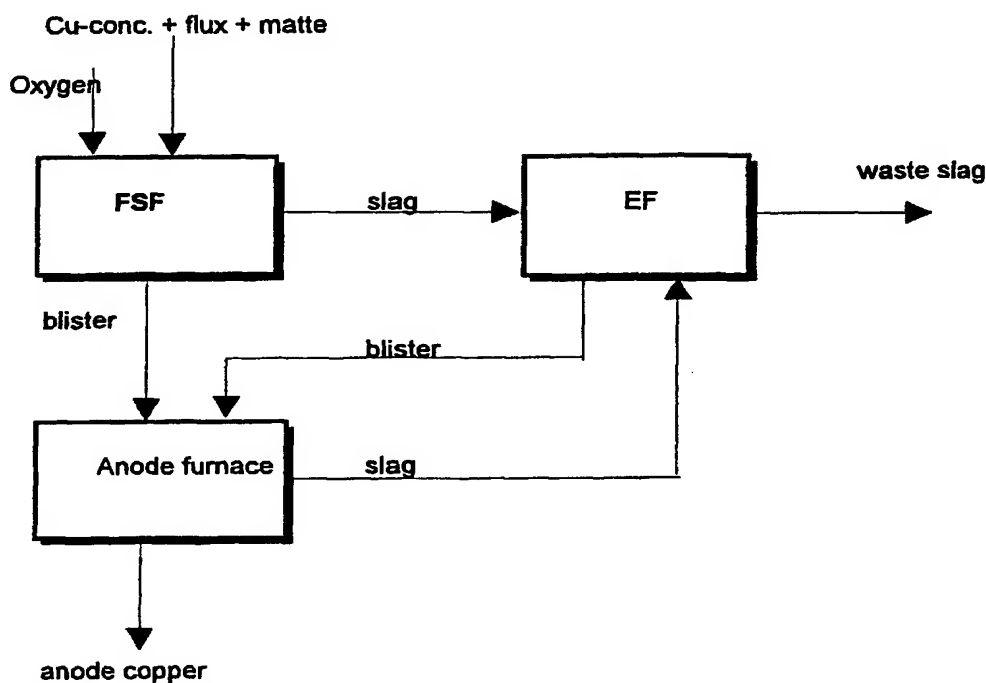 Cu-conc. + flux + matte
Oxygen
FSF
slag
EF
waste slag
blister
blister
Anode furnace
slag
anode copper